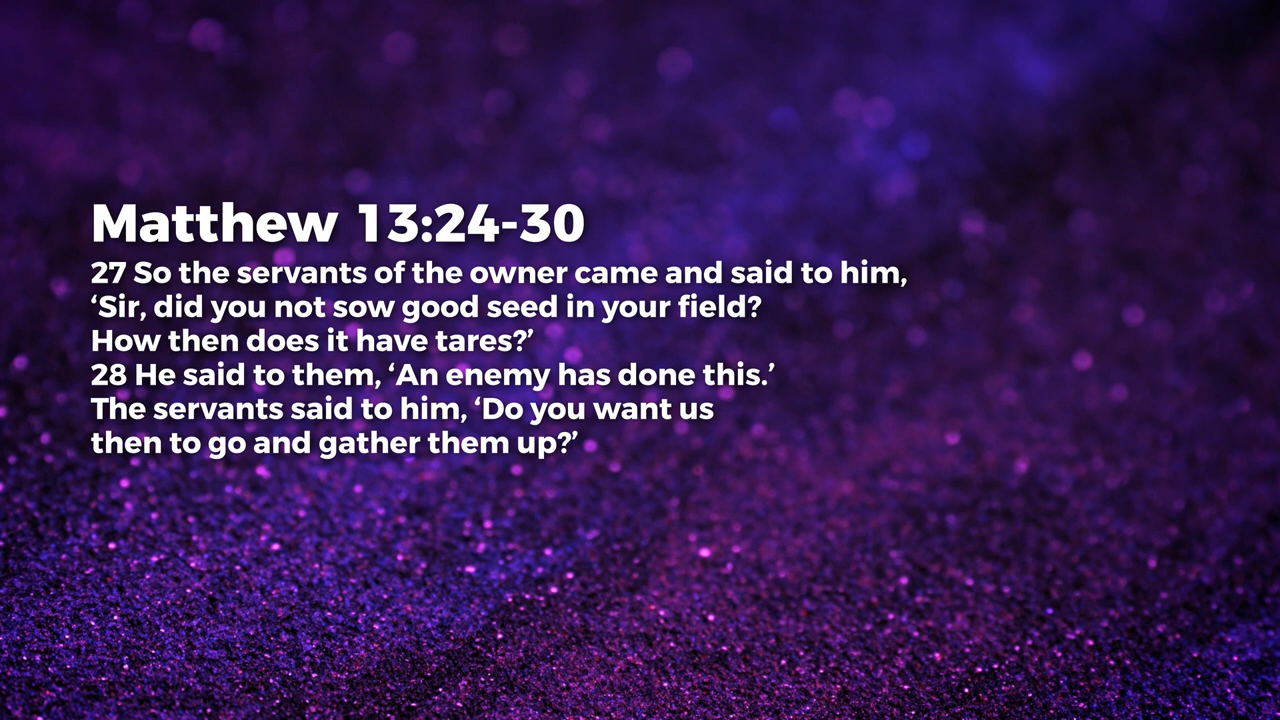 Matthew 13:24-30
27 So the servants of the owner came and said to him,
‘Sir, did you not sow good seed in your field?
How then does it have tares?’
28 He said to them, ‘An enemy has done this.’
The servants said to him, ‘Do you want us
then to go and gather them up?’